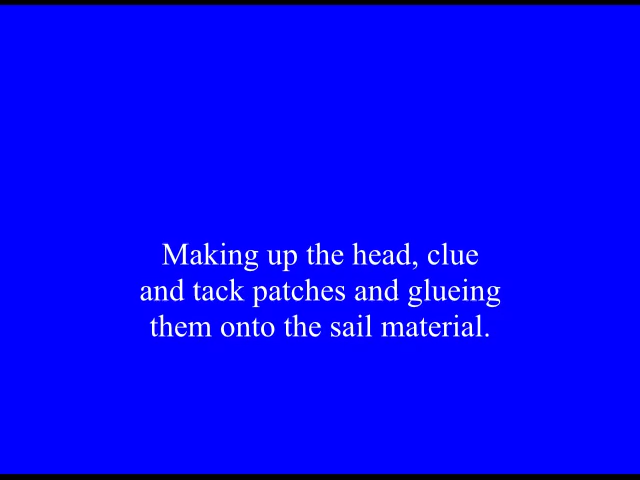 Making up the head, clue
and tack patches and glueing
them onto the sail material.